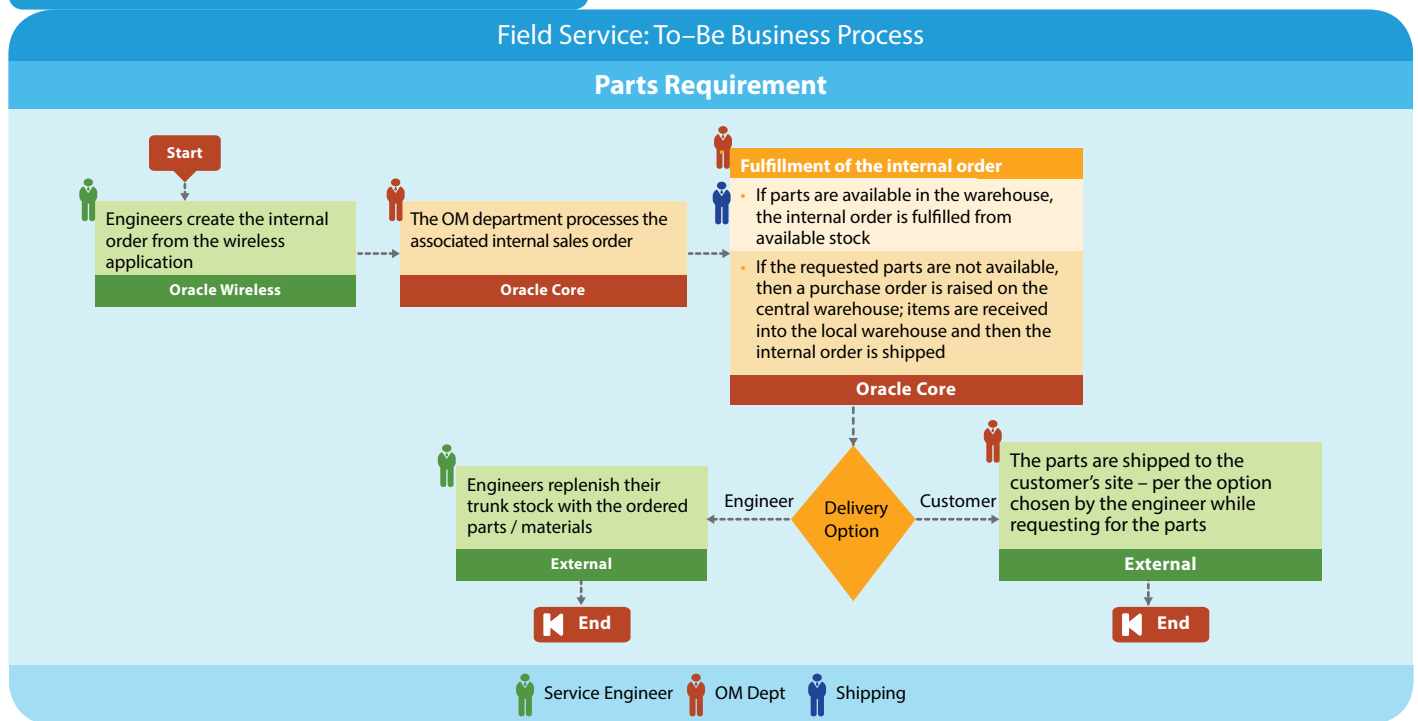 Field Service: To–Be Business Process
Parts Requirement
Start
Engineers create the internal
order from the wireless
application
Oracle Wireless
The OM department processes the
associated internal sales order
Oracle Core
Fulfillment of the internal order
• If parts are available in the warehouse,
the internal order is fulfilled from
available stock
• If the requested parts are not available,
then a purchase order is raised on the
central warehouse; items are received
into the local warehouse and then the
internal order is shipped
Oracle Core
Delivery
Option
Engineer
Engineers replenish their
trunk stock with the ordered
parts / materials
External
End
Customer
The parts are shipped to the
customer's site – per the option
chosen by the engineer while
requesting for the parts
External
End
Service Engineer
OM Dept
Shipping